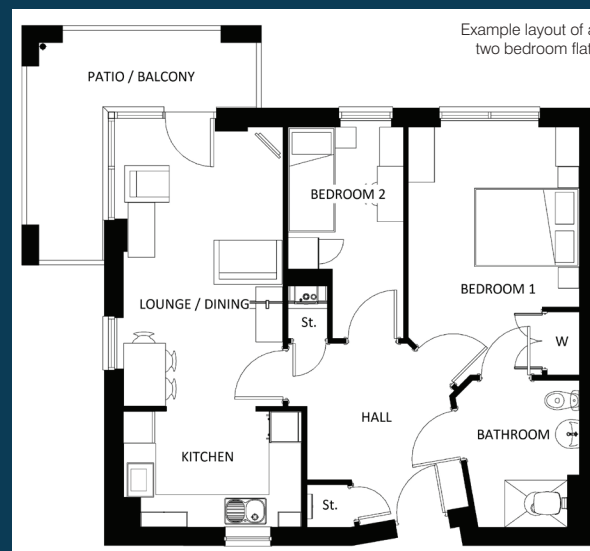 Example layout of a
two bedroom flat
PATIO / BALCONY
BEDROOM 2
BEDROOM 1
LOUNGE / DINING
St.
W
HALL
BATHROOM
KITCHEN
St.